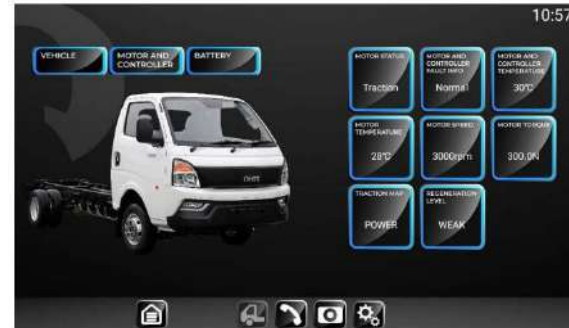 10:57
VEHICLE
MOTOR AND
CONTROLLER
BATTERY
MOTOR STATUS
Traction
MOTOR AND
CONTROLLER
FAULT INFO
Normal
MOTOR AND
CONTROLLER
TEMPERATURE
30°C
MOTOR
TEMPERATURE
28°C
MOTOR SPEED
3000rpm
MOTOR TORQUE
300.0N
TRACTION MAP
POWER
REGENERATION
LEVEL
WEAK